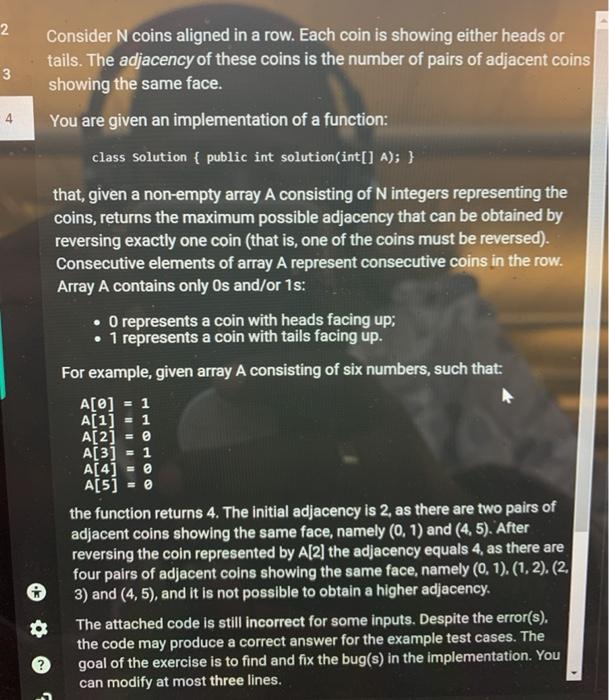 2
Consider N coins aligned in a row. Each coin is showing either heads or
tails. The adjacency of these coins is the number of pairs of adjacent coins
3
showing the same face.
4
You are given an implementation of a function:
class Solution { public int solution(int[] A); }
that, given a non-empty array A consisting of N integers representing the
coins, returns the maximum possible adjacency that can be obtained by
reversing exactly one coin (that is, one of the coins must be reversed).
Consecutive elements of array A represent consecutive coins in the row.
Array A contains only 0s and/or 1s:
• 0 represents a coin with heads facing up;
• 1 represents a coin with tails facing up.
For example, given array A consisting of six numbers, such that:
A[0] = 1
A[1] = 1
A[2] = 0
A[3] = 1
A[4] = 0
A[5] = 0
the function returns 4. The initial adjacency is 2, as there are two pairs of
adjacent coins showing the same face, namely (0, 1) and (4, 5). After
reversing the coin represented by A[2] the adjacency equals 4, as there are
four pairs of adjacent coins showing the same face, namely (0, 1), (1, 2), (2,
3) and (4, 5), and it is not possible to obtain a higher adjacency.
The attached code is still incorrect for some inputs. Despite the error(s),
the code may produce a correct answer for the example test cases. The
goal of the exercise is to find and fix the bug(s) in the implementation. You
can modify at most three lines.
?